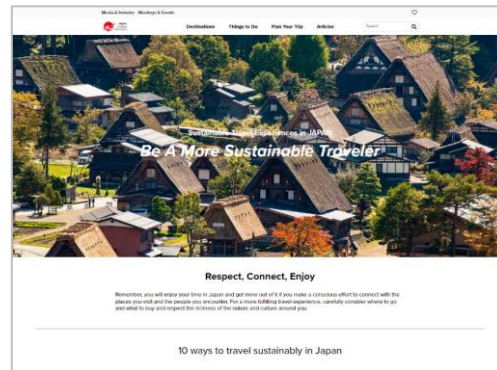 Media & Industry Meetings & Events
Destinations Things to Do Plan Your Trip Articles Search
Sustainable Travel Experiences in JAPAN
Be A More Sustainable Traveler
Respect, Connect, Enjoy
Remember, you will enjoy your time in Japan and get more out of it if you make a conscious effort to connect with the
places you visit and the people you encounter. For a more fulfilling travel experience, carefully consider where to go
and what to buy and respect the richness of the nature and culture around you.
10 ways to travel sustainably in Japan